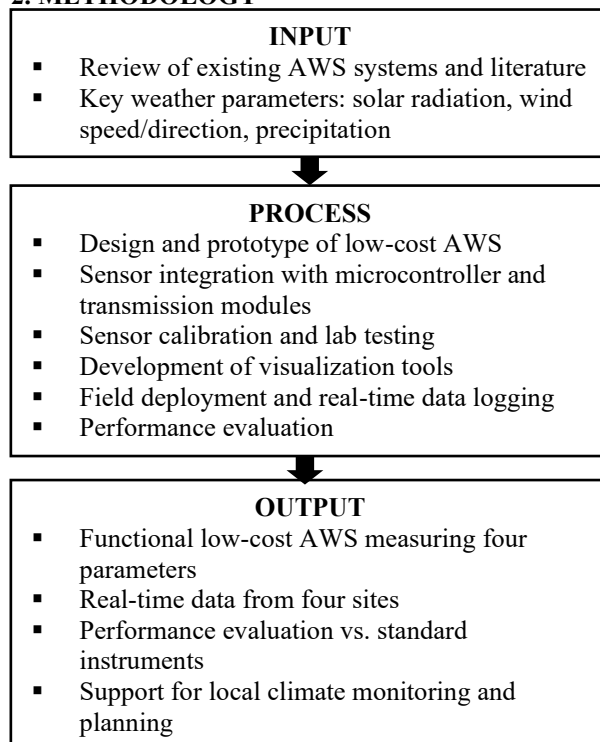 2. METHODOLOGY
INPUT
▪ Review of existing AWS systems and literature
▪ Key weather parameters: solar radiation, wind
speed/direction, precipitation
PROCESS
▪ Design and prototype of low-cost AWS
▪ Sensor integration with microcontroller and
transmission modules
▪ Sensor calibration and lab testing
▪ Development of visualization tools
▪ Field deployment and real-time data logging
▪ Performance evaluation
OUTPUT
▪ Functional low-cost AWS measuring four
parameters
▪ Real-time data from four sites
▪ Performance evaluation vs. standard
instruments
▪ Support for local climate monitoring and
planning